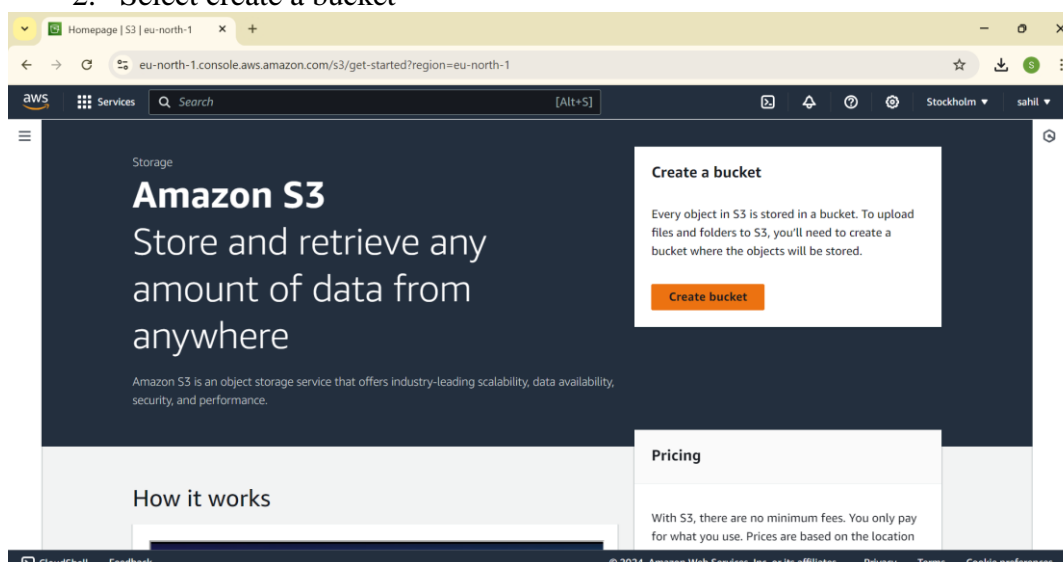 2. Select create a bucket
Homepage | S3 | eu-north-1
eu-north-1.console.aws.amazon.com/s3/get-started?region=eu-north-1
S
aws Services Search [Alt+S] Stockholm sahil
Storage
Amazon S3
Store and retrieve any
amount of data from
anywhere
Amazon S3 is an object storage service that offers industry-leading scalability, data availability,
security, and performance.
Create a bucket
Every object in S3 is stored in a bucket. To upload
files and folders to S3, you'll need to create a
bucket where the objects will be stored.
Create bucket
How it works
Pricing
With S3, there are no minimum fees. You only pay
for what you use. Prices are based on the location
CloudShell Feedback © 2024, Amazon Web Services, Inc. or its affiliates. Privacy Terms Cookie preferences